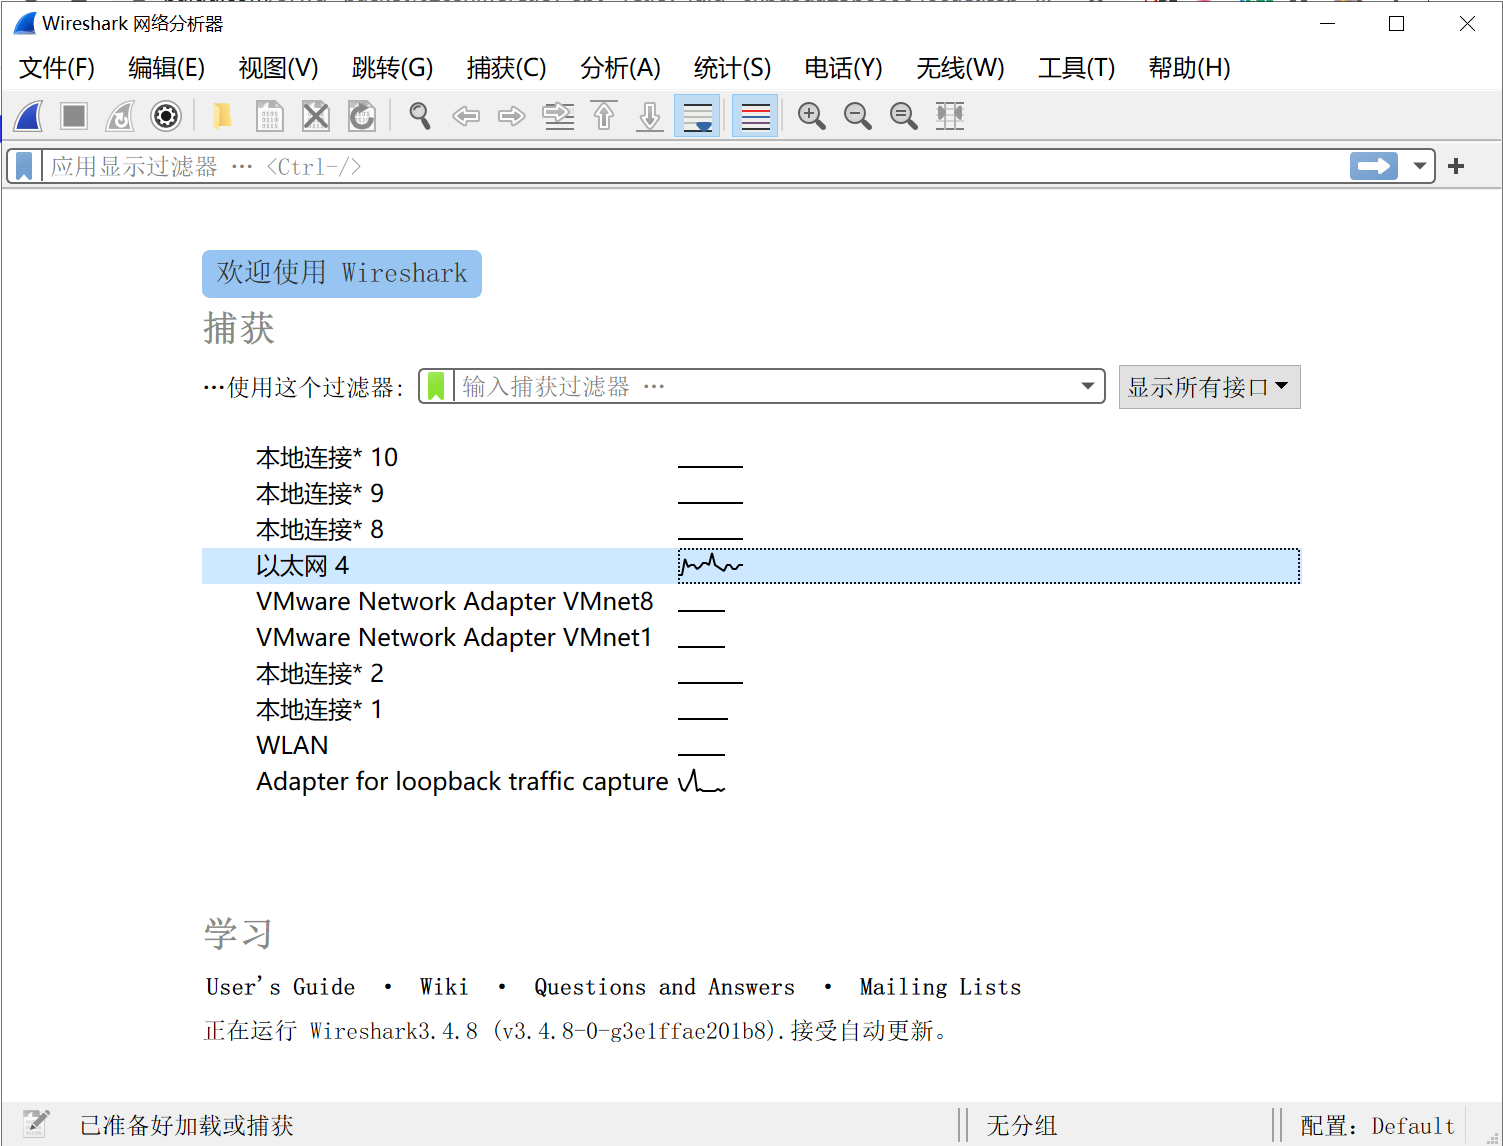 Wireshark 网络分析器
文件(F) 编辑(E) 视图(V) 跳转(G) 捕获(C) 分析(A) 统计(S) 电话(Y) 无线(W) 工具(T) 帮助(H)
应用显示过滤器 … <Ctrl-/>
欢迎使用 Wireshark
捕获
…使用这个过滤器: 输入捕获过滤器 … 显示所有接口
本地连接* 10
本地连接* 9
本地连接* 8
以太网 4
VMware Network Adapter VMnet8
VMware Network Adapter VMnet1
本地连接* 2
本地连接* 1
WLAN
Adapter for loopback traffic capture
学习
User's Guide · Wiki · Questions and Answers · Mailing Lists
正在运行 Wireshark3.4.8 (v3.4.8-0-g3e1ffae201b8).接受自动更新。
已准备好加载或捕获 无分组 配置: Default